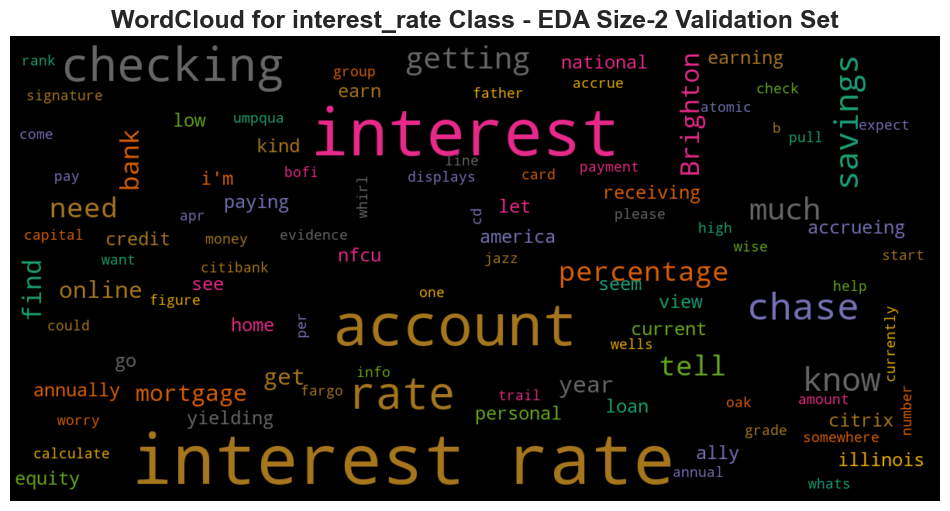 WordCloud for interest_rate Class - EDA Size-2 Validation Set
rank
checking
getting
national
earning
group
earn
father
accrue
check
signature
savings
Brighton
atomic
come
low
umpqua
interest
b
pull
expect
bank
kind
line
pay
i'm
bofi
displays
card
payment
receiving
need
apr
paying
whirl
let
please
much
cd
high
accrueing
capital
credit
money
evidence
america
wise
start
want
citibank
nfcu
jazz
percentage
find
online
figure
see
one
seem
view
help
chase
could
home
per
account
current
wells
currently
go
get
info
tell
know
annually
mortgage
fargo
rate
year
trail
loan
oak
amount
number
worry
yielding
personal
grade
citrix
somewhere
calculate
interest rate
ally
illinois
equity
annual
whats